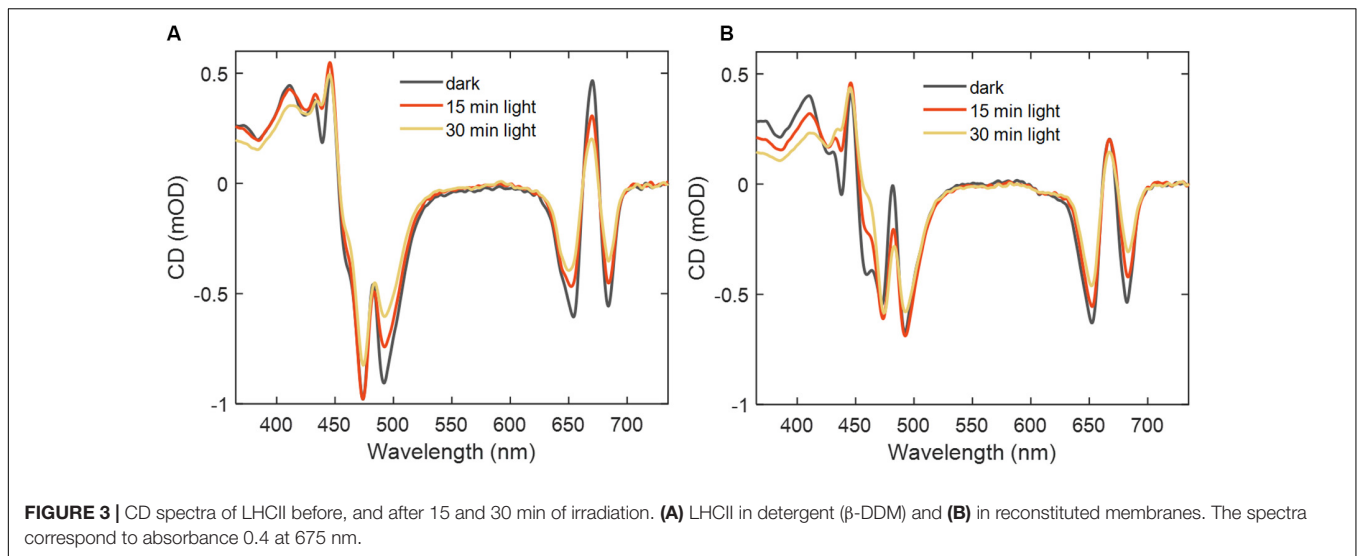 A
B
0.5
0
-0.5
-1
CD (mOD)
dark
15 min light
30 min light
400 450 500 550 600 650 700
Wavelength (nm)
0.5
0
-0.5
-1
CD (mOD)
dark
15 min light
30 min light
400 450 500 550 600 650 700
Wavelength (nm)
FIGURE 3 | CD spectra of LHCII before, and after 15 and 30 min of irradiation. (A) LHCII in detergent (β-DDM) and (B) in reconstituted membranes. The spectra
correspond to absorbance 0.4 at 675 nm.